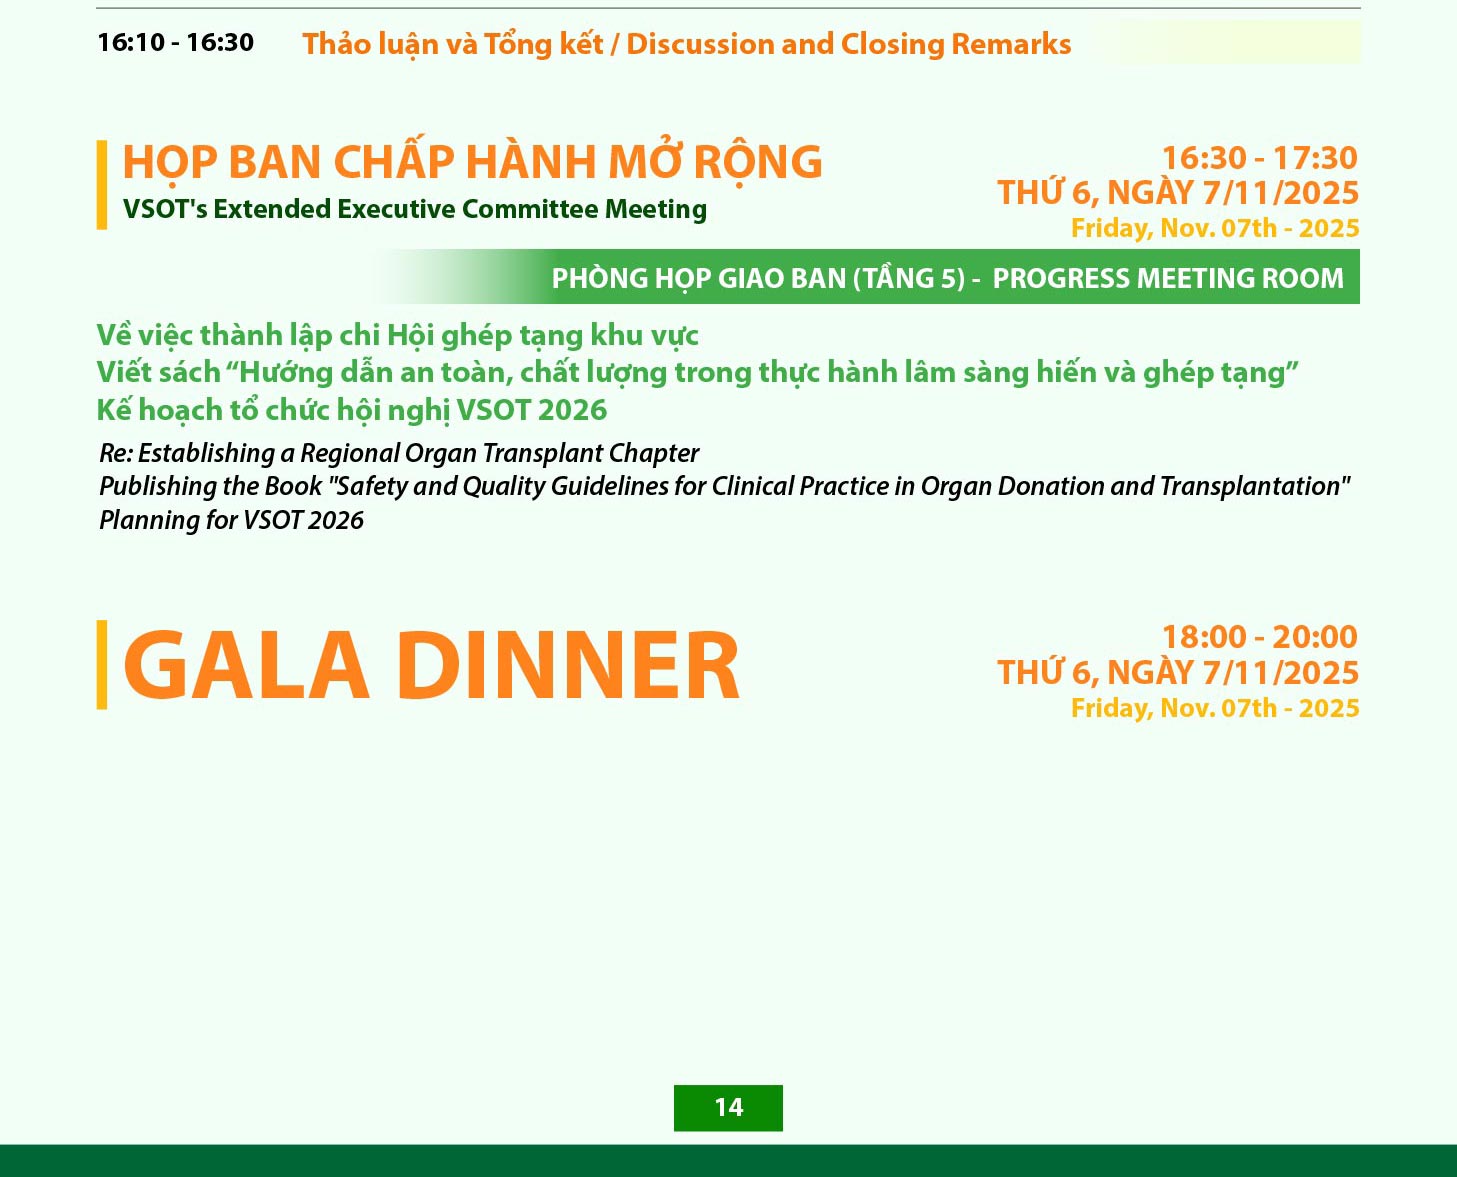 16:10 - 16:30 Thảo luận và Tổng kết / Discussion and Closing Remarks
HỌP BAN CHẤP HÀNH MỞ RỘNG
VSOT's Extended Executive Committee Meeting
16:30 - 17:30
THỨ 6, NGÀY 7/11/2025
Friday, Nov. 07th - 2025
PHÒNG HỌP GIAO BAN (TẦNG 5) - PROGRESS MEETING ROOM
Về việc thành lập chi Hội ghép tạng khu vực
Viết sách “Hướng dẫn an toàn, chất lượng trong thực hành lâm sàng hiến và ghép tạng”
Kế hoạch tổ chức hội nghị VSOT 2026
Re: Establishing a Regional Organ Transplant Chapter
Publishing the Book "Safety and Quality Guidelines for Clinical Practice in Organ Donation and Transplantation"
Planning for VSOT 2026
GALA DINNER
18:00 - 20:00
THỨ 6, NGÀY 7/11/2025
Friday, Nov. 07th - 2025
14